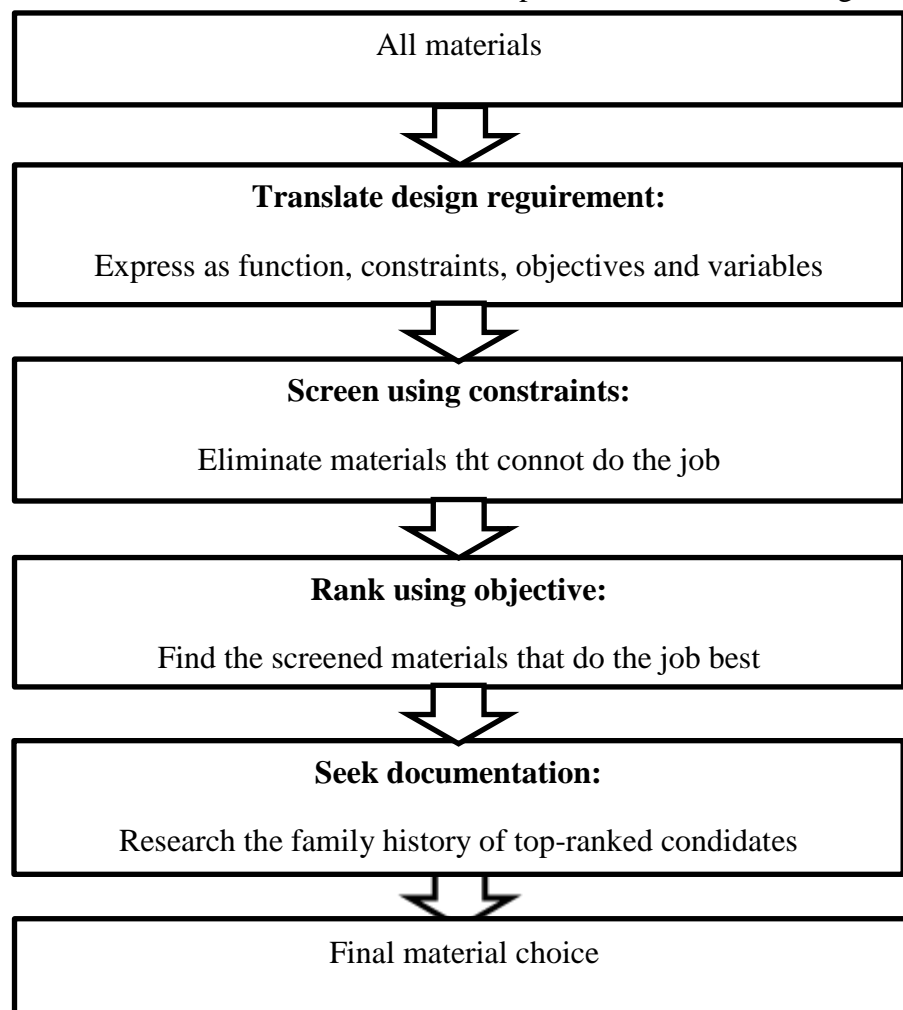 All materials
Translate design reguirement:
Express as function, constraints, objectives and variables
Screen using constraints:
Eliminate materials tht connot do the job
Rank using objective:
Find the screened materials that do the job best
Seek documentation:
Research the family history of top-ranked candidates
Final material choice